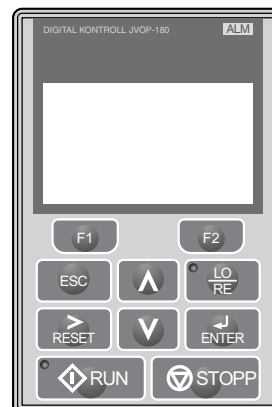 DIGITAL KONTROLL JVOP-180 ALM
F1 F2
ESC LO
RE
RESET ENTER
RUN STOPP